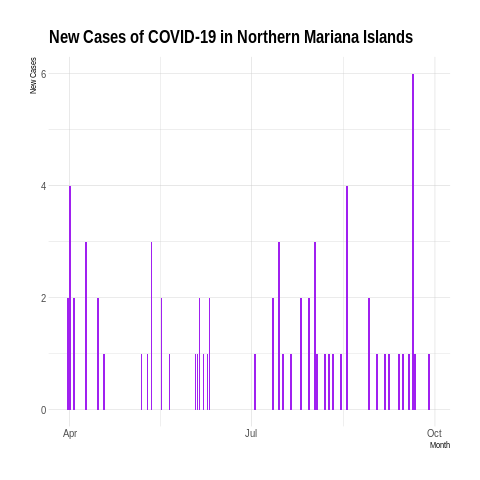 New Cases of COVID-19 in Northern Mariana Islands
New Cases
6
4
2
0
Apr
Jul
Oct
Month